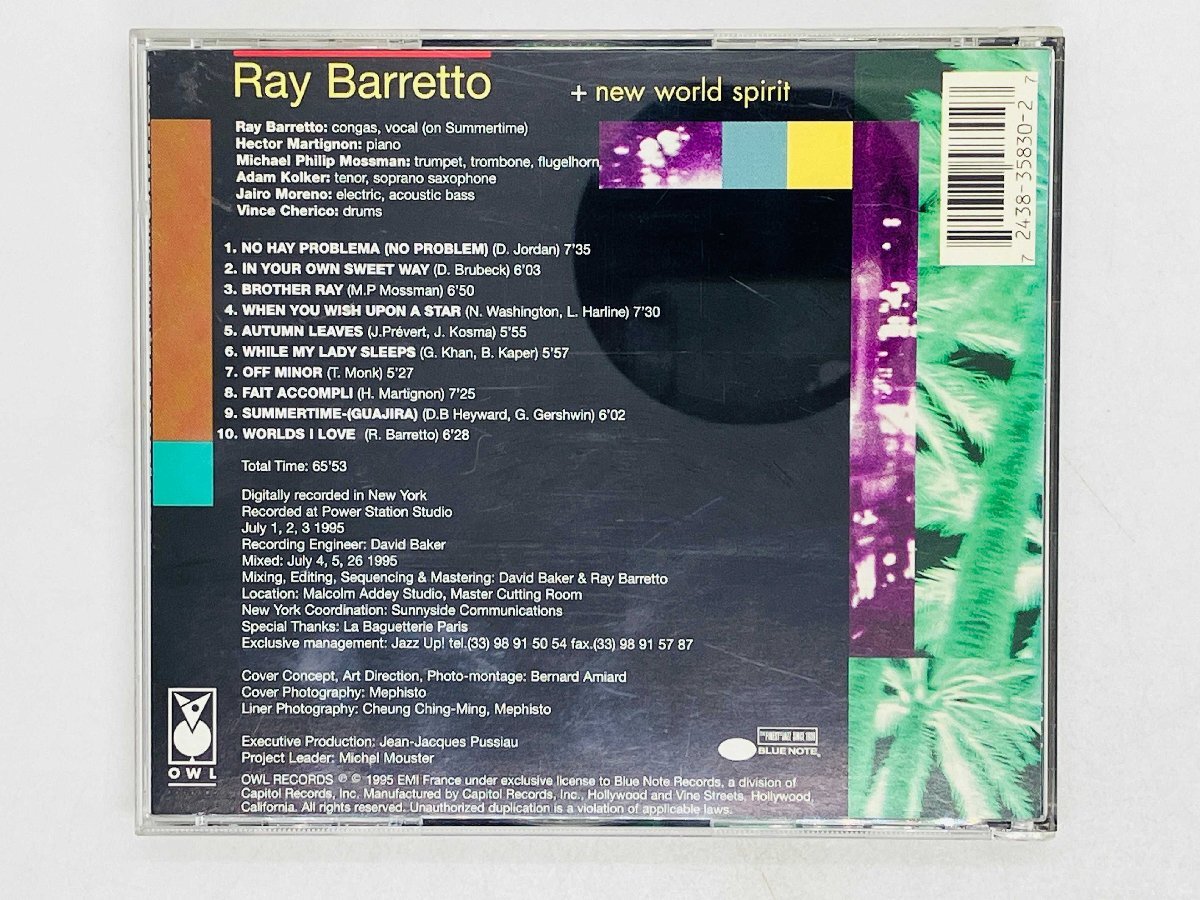 Ray Barretto
+ new world spirit
Ray Barretto: congas, vocal (on Summertime)
Hector Martignon: piano
Michael Philip Mossman: trumpet, trombone, flugelhorn,
Adam Kolker: tenor, soprano saxophone
Jairo Moreno: electric, acoustic bass
Vince Cherico: drums
1. NO HAY PROBLEMA (NO PROBLEM) (D. Jordan) 7'35
2. IN YOUR OWN SWEET WAY (D. Brubeck) 6'03
3. BROTHER RAY (M.P Mossman) 6'50
4. WHEN YOU WISH UPON A STAR (N. Washington, L. Harline) 7'30
5. AUTUMN LEAVES (J.Prévert, J. Kosma) 5'55
6. WHILE MY LADY SLEEPS (G. Khan, B. Kaper) 5'57
7. OFF MINOR (T. Monk) 5'27
8. FAIT ACCOMPLI (H. Martignon) 7'25
9. SUMMERTIME-(GUAJIRA) (D.B Heyward, G. Gershwin) 6'02
10. WORLDS I LOVE (R. Barretto) 6'28
Total Time: 65'53
Digitally recorded in New York
Recorded at Power Station Studio
July 1, 2, 3 1995
Recording Engineer: David Baker
Mixed: July 4, 5, 26 1995
Mixing, Editing, Sequencing & Mastering: David Baker & Ray Barretto
Location: Malcolm Addey Studio, Master Cutting Room
New York Coordination: Sunnyside Communications
Special Thanks: La Baguetterie Paris
Exclusive management: Jazz Up! tel.(33) 98 91 50 54 fax.(33) 98 91 57 87
Cover Concept, Art Direction, Photo-montage: Bernard Amiard
Cover Photography: Mephisto
Liner Photography: Cheung Ching-Ming, Mephisto
Executive Production: Jean-Jacques Pussiau
Project Leader: Michel Mouster
OWL RECORDS ℗ © 1995 EMI France under exclusive license to Blue Note Records, a division of
Capitol Records, Inc. Manufactured by Capitol Records, Inc., Hollywood and Vine Streets, Hollywood,
California. All rights reserved. Unauthorized duplication is a violation of applicable laws.
OWL
THE FINEST IN JAZZ SINCE 1939
BLUE NOTE
7 2438-35830-2 7